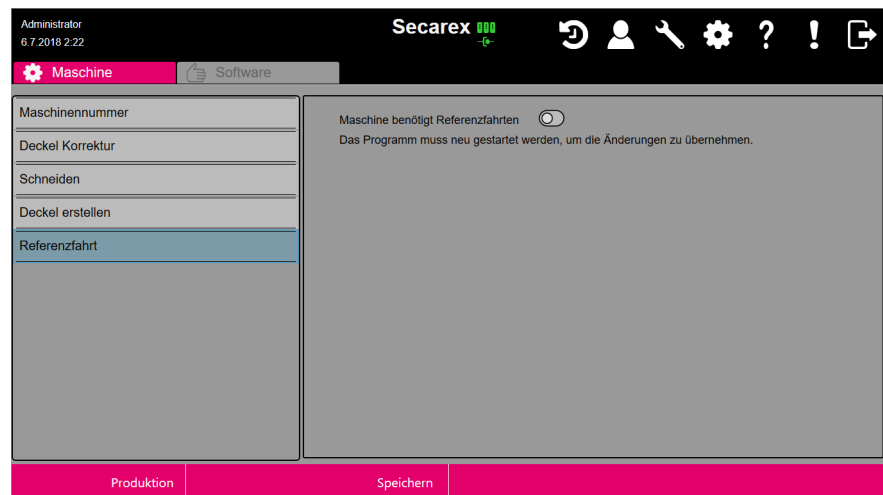 Administrator
6.7.2018 2:22
Secarex
? !
Maschine
Software
Maschinennummer
Deckel Korrektur
Schneiden
Deckel erstellen
Referenzfahrt
Maschine benötigt Referenzfahrten
Das Programm muss neu gestartet werden, um die Änderungen zu übernehmen.
Produktion
Speichern